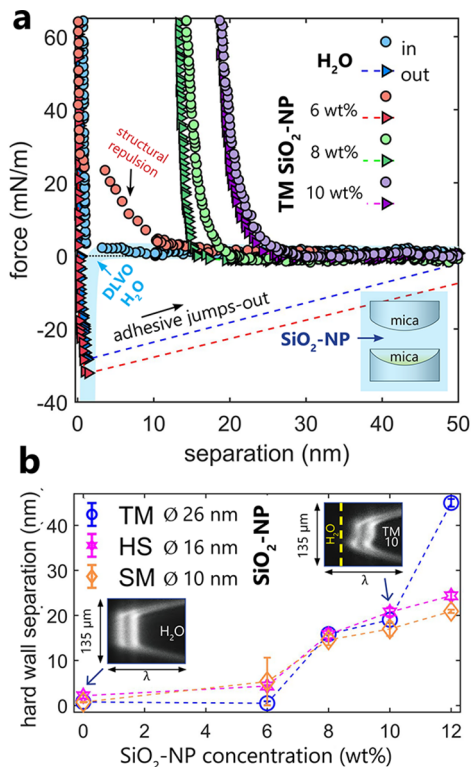 a
force (mN/m)
60
40
20
0
-20
-40
H₂O
in
out
TM SiO₂-NP
6 wt%
8 wt%
10 wt%
structural
repulsion
DLVO
H₂O
adhesive jumps-out
SiO₂-NP
mica
mica
0
10
20
30
40
50
separation (nm)
b
hard wall separation (nm)
40
30
20
10
0
TM Ø 26 nm
HS Ø 16 nm
SM Ø 10 nm
SiO₂-NP
135 µm
H₂O
λ
135 µm
H₂O
TM
10
λ
0
2
4
6
8
10
12
SiO₂-NP concentration (wt%)